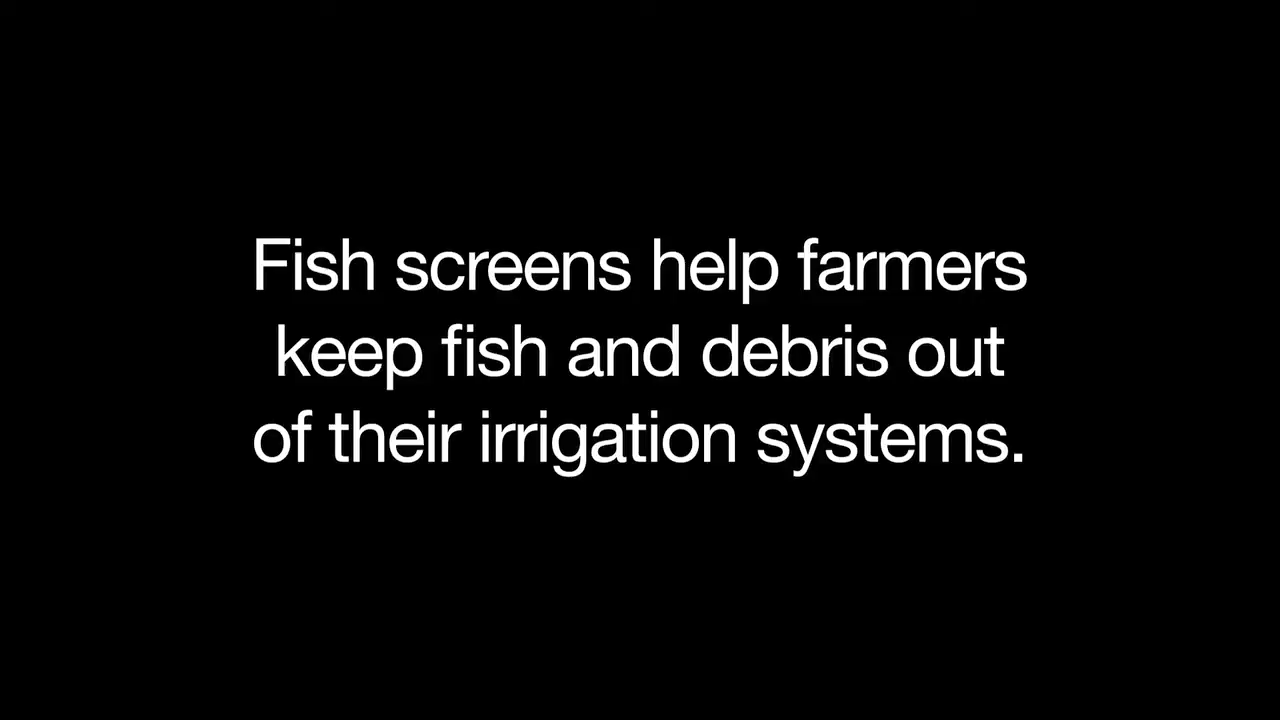 Fish screens help farmers
keep fish and debris out
of their irrigation systems.